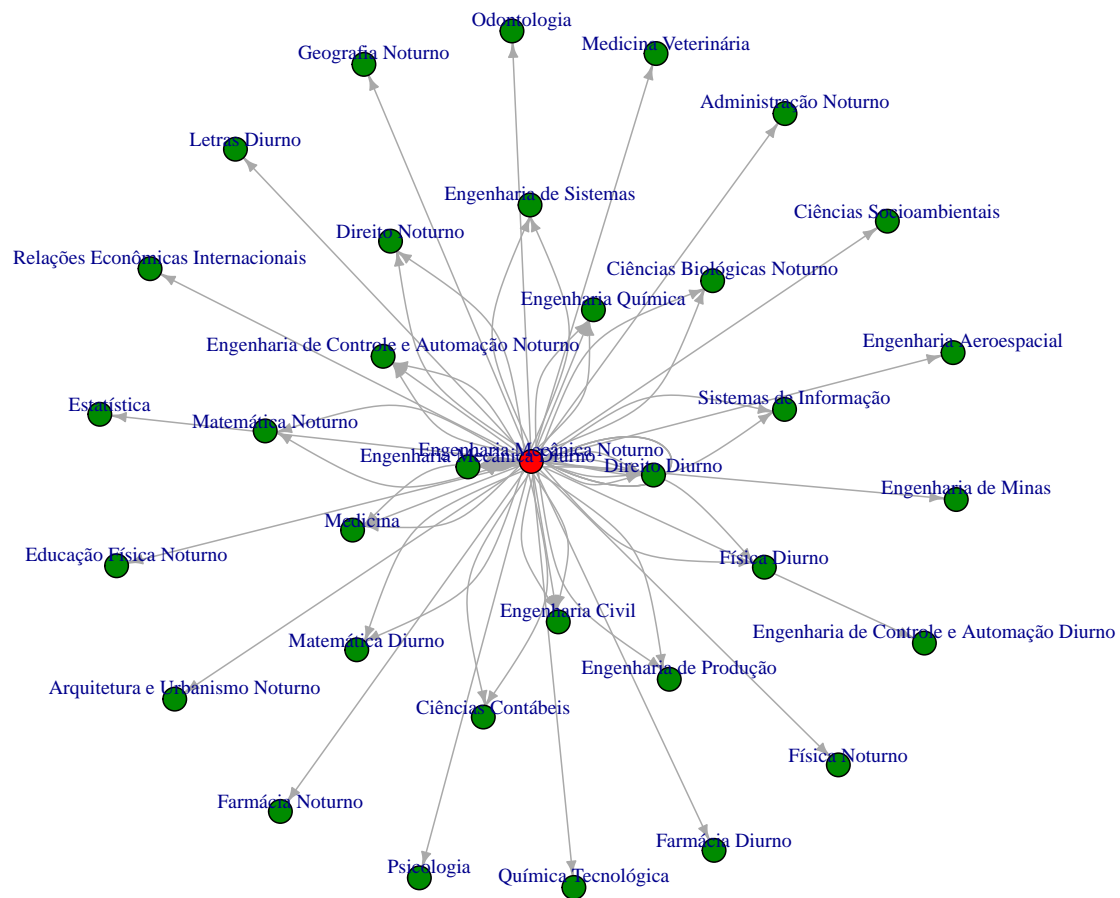 Odontologia
Medicina Veterinária
Geografia Noturno
Administração Noturno
Letras Diurno
Engenharia de Sistemas
Ciências Socioambientais
Direito Noturno
Relações Econômicas Internacionais
Ciências Biológicas Noturno
Engenharia Química
Engenharia de Controle e Automação Noturno
Engenharia Aeroespacial
Sistemas de Informação
Estatística
Matemática Noturno
Engenharia Mecânica Noturno
Engenharia Mecânica Diurno
Direito Diurno
Engenharia de Minas
Medicina
Educação Física Noturno
Física Diurno
Engenharia Civil
Engenharia de Controle e Automação Diurno
Matemática Diurno
Engenharia de Produção
Arquitetura e Urbanismo Noturno
Ciências Contábeis
Física Noturno
Farmácia Noturno
Farmácia Diurno
Psicologia
Química Tecnológica